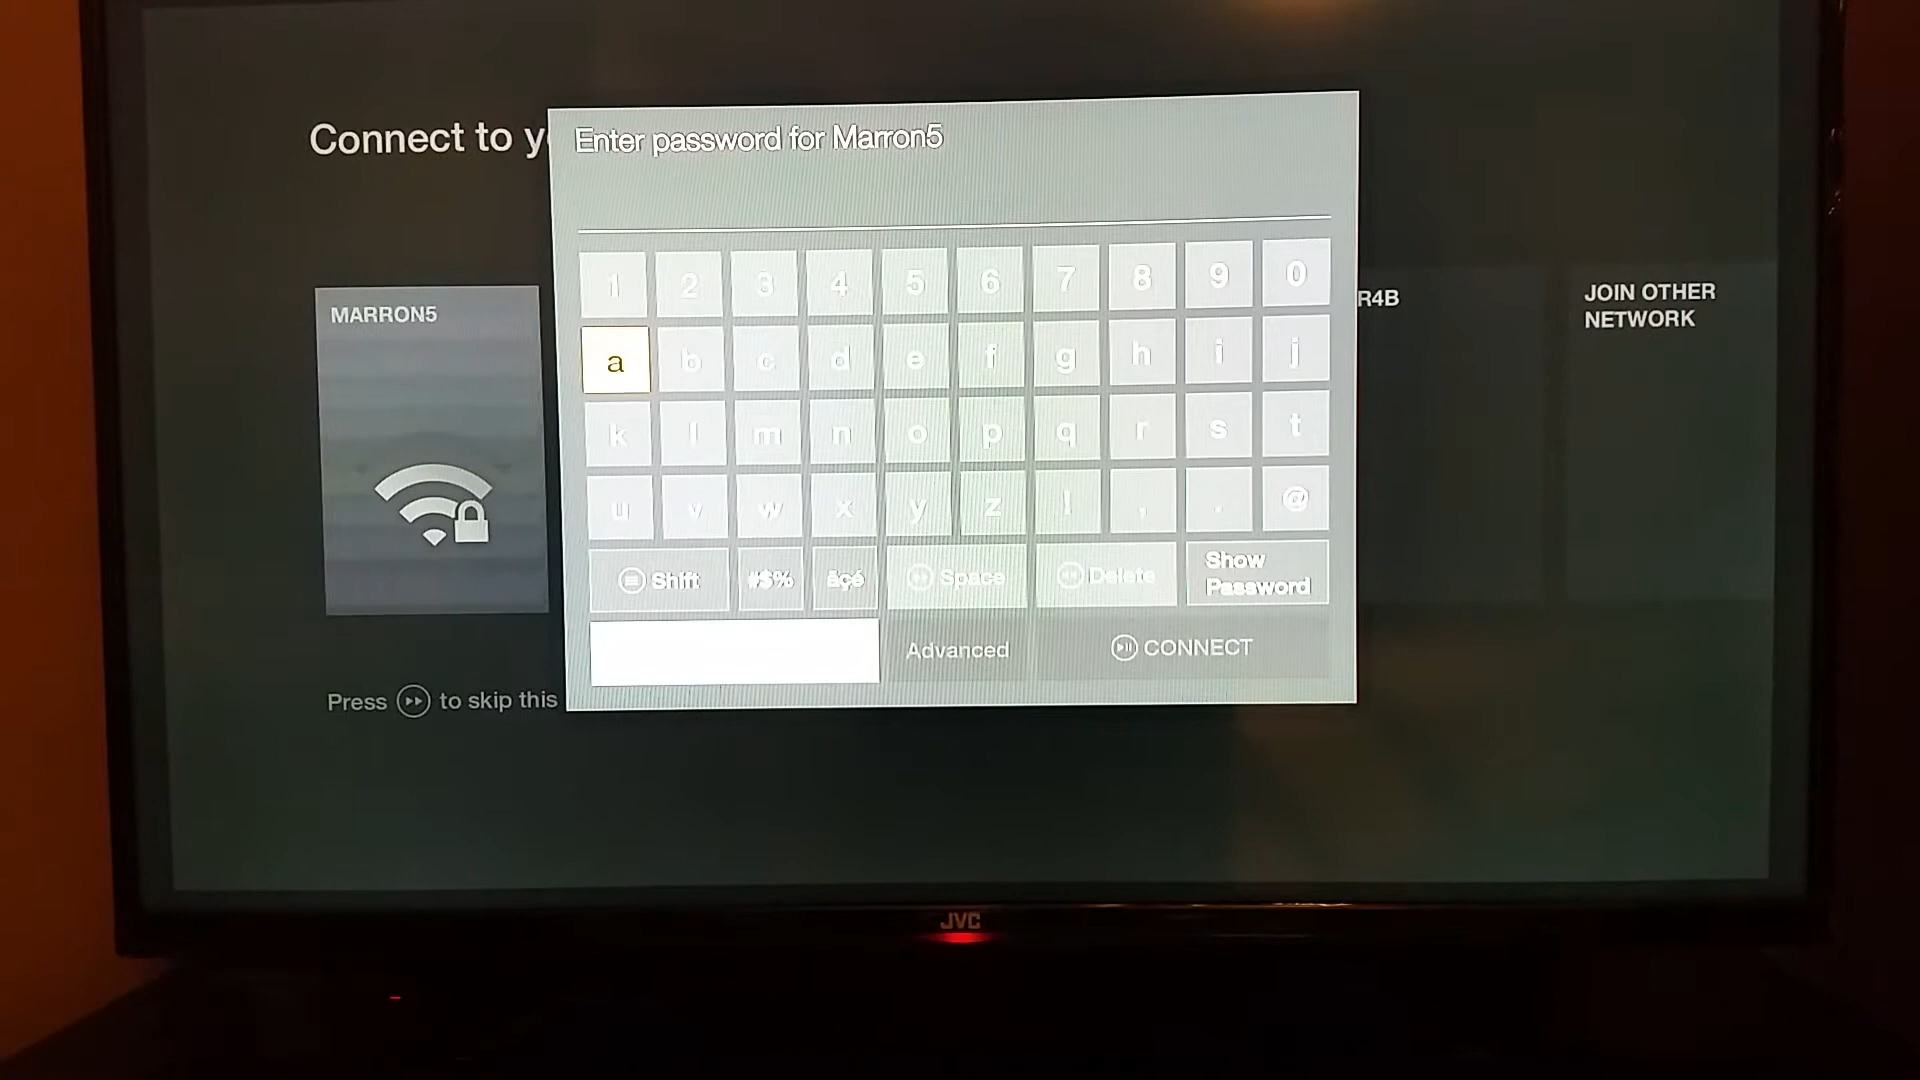 Connect to y
Enter password for Marron5
MARRON5
R4B
JOIN OTHER
NETWORK
1 2 3 4 5 6 7 8 9 0
a b c d e f g h i j
k l m n o p q r s t
u v w x y z ! , . @
Shift #$% äçé Space Delete Show
Password
Advanced CONNECT
Press to skip this
JVC